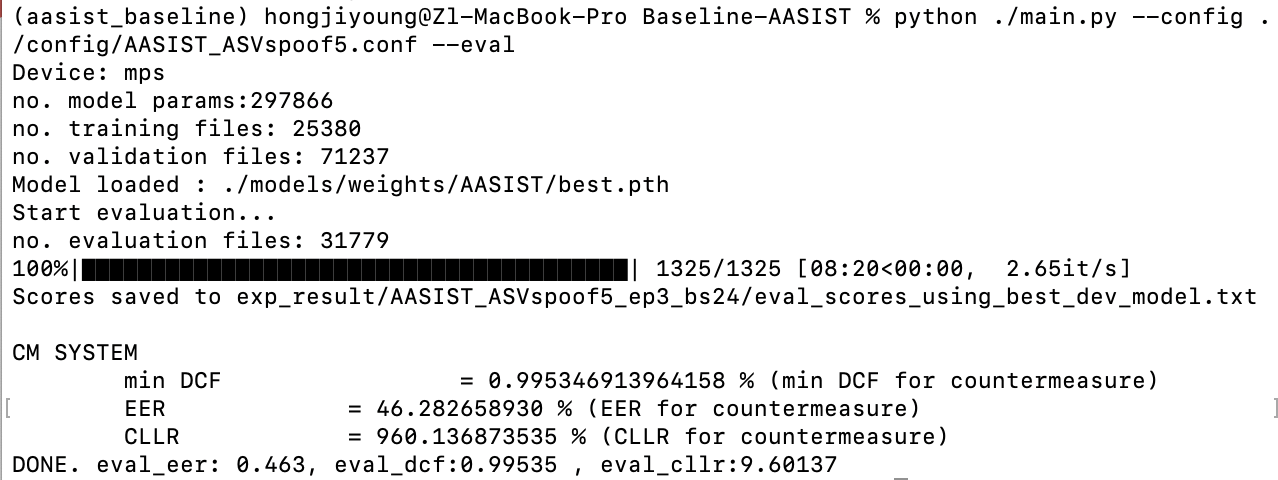 (aasist_baseline) hongjiyoung@Zl-MacBook-Pro Baseline-AASIST % python ./main.py --config .
/config/AASIST_ASVspoof5.conf --eval
Device: mps
no. model params:297866
no. training files: 25380
no. validation files: 71237
Model loaded : ./models/weights/AASIST/best.pth
Start evaluation...
no. evaluation files: 31779
100%|███████████████████████████████████████| 1325/1325 [08:20<00:00,  2.65it/s]
Scores saved to exp_result/AASIST_ASVspoof5_ep3_bs24/eval_scores_using_best_dev_model.txt

CM SYSTEM
        min DCF                 = 0.995346913964158 % (min DCF for countermeasure)
[       EER             = 46.282658930 % (EER for countermeasure)                         ]
        CLLR            = 960.136873535 % (CLLR for countermeasure)
DONE. eval_eer: 0.463, eval_dcf:0.99535 , eval_cllr:9.60137